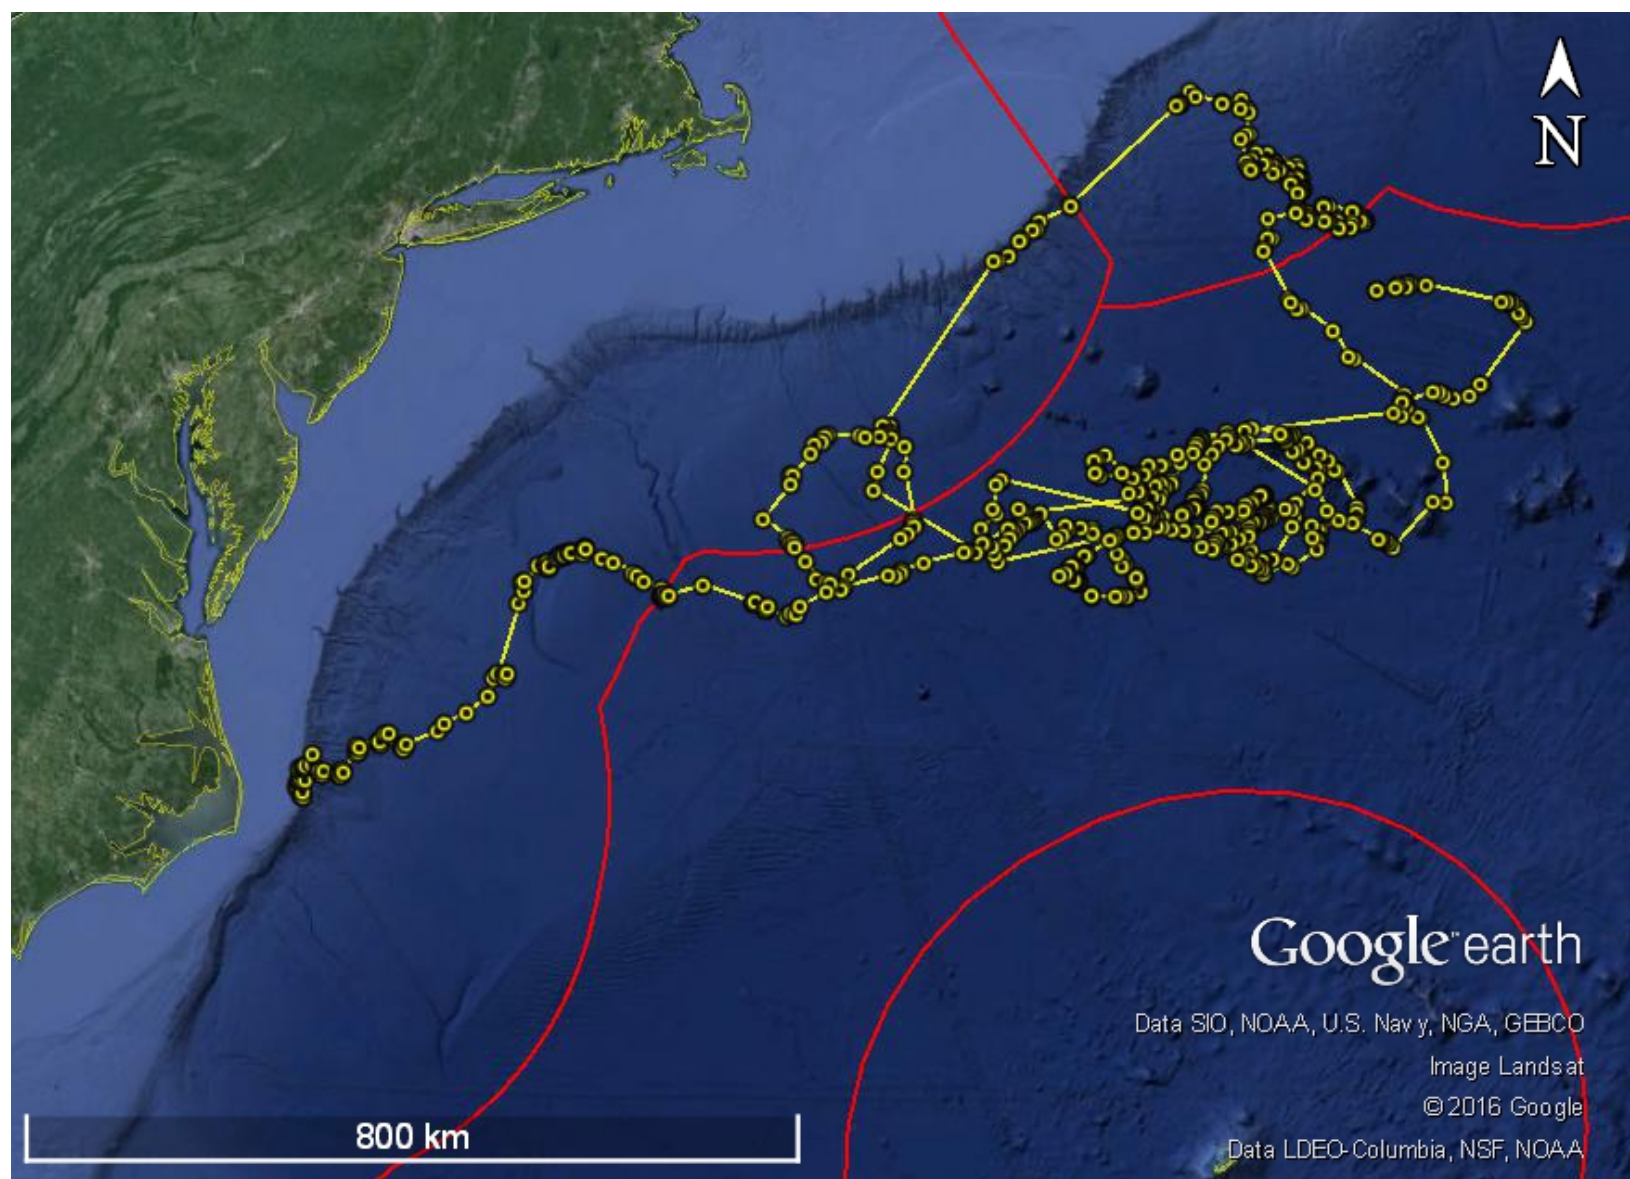 N
Google earth
Data SIO, NOAA, U.S. Navy, NGA, GEBCO
Image Landsat
© 2016 Google
Data LDEO-Columbia, NSF, NOAA
800 km